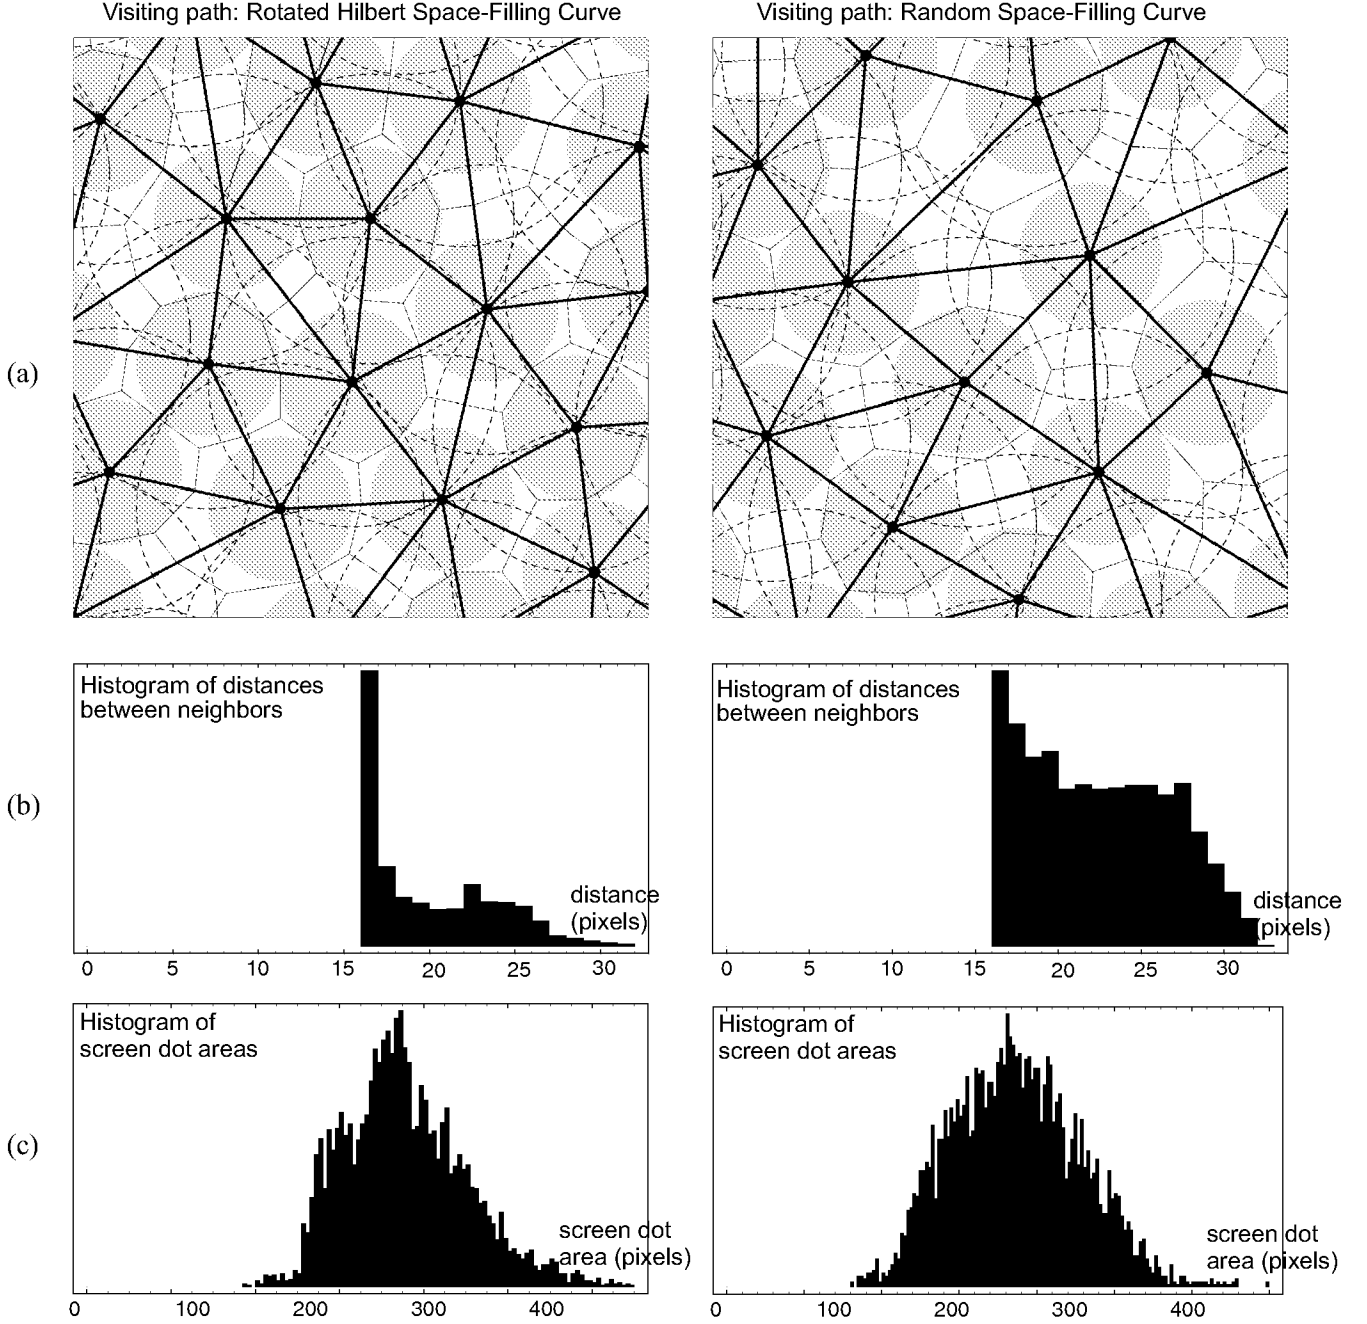 Visiting path: Rotated Hilbert Space-Filling Curve
Visiting path: Random Space-Filling Curve
(a)
(b)
Histogram of distances
between neighbors
distance
(pixels)
0 5 10 15 20 25 30
Histogram of distances
between neighbors
distance
(pixels)
0 5 10 15 20 25 30
(c)
Histogram of
screen dot areas
screen dot
area (pixels)
0 100 200 300 400
Histogram of
screen dot areas
screen dot
area (pixels)
0 100 200 300 400